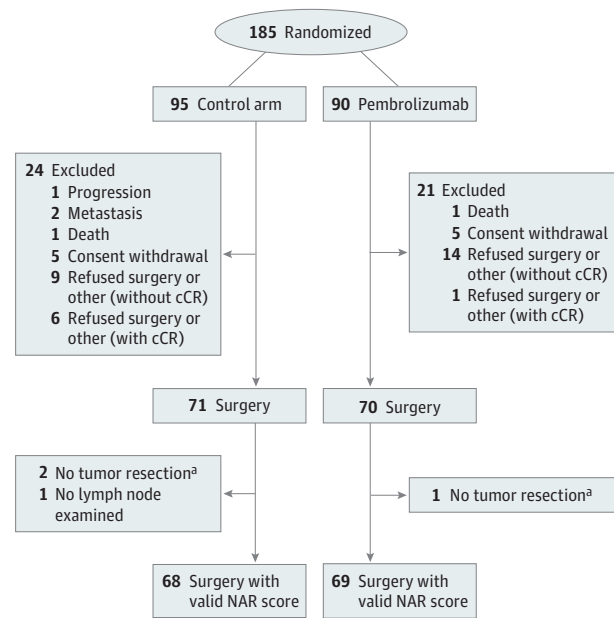 185 Randomized
95 Control arm
90 Pembrolizumab
24 Excluded
1 Progression
2 Metastasis
1 Death
5 Consent withdrawal
9 Refused surgery or
other (without cCR)
6 Refused surgery or
other (with cCR)
21 Excluded
1 Death
5 Consent withdrawal
14 Refused surgery or
other (without cCR)
1 Refused surgery or
other (with cCR)
71 Surgery
70 Surgery
2 No tumor resectionᵃ
1 No lymph node
examined
1 No tumor resectionᵃ
68 Surgery with
valid NAR score
69 Surgery with
valid NAR score